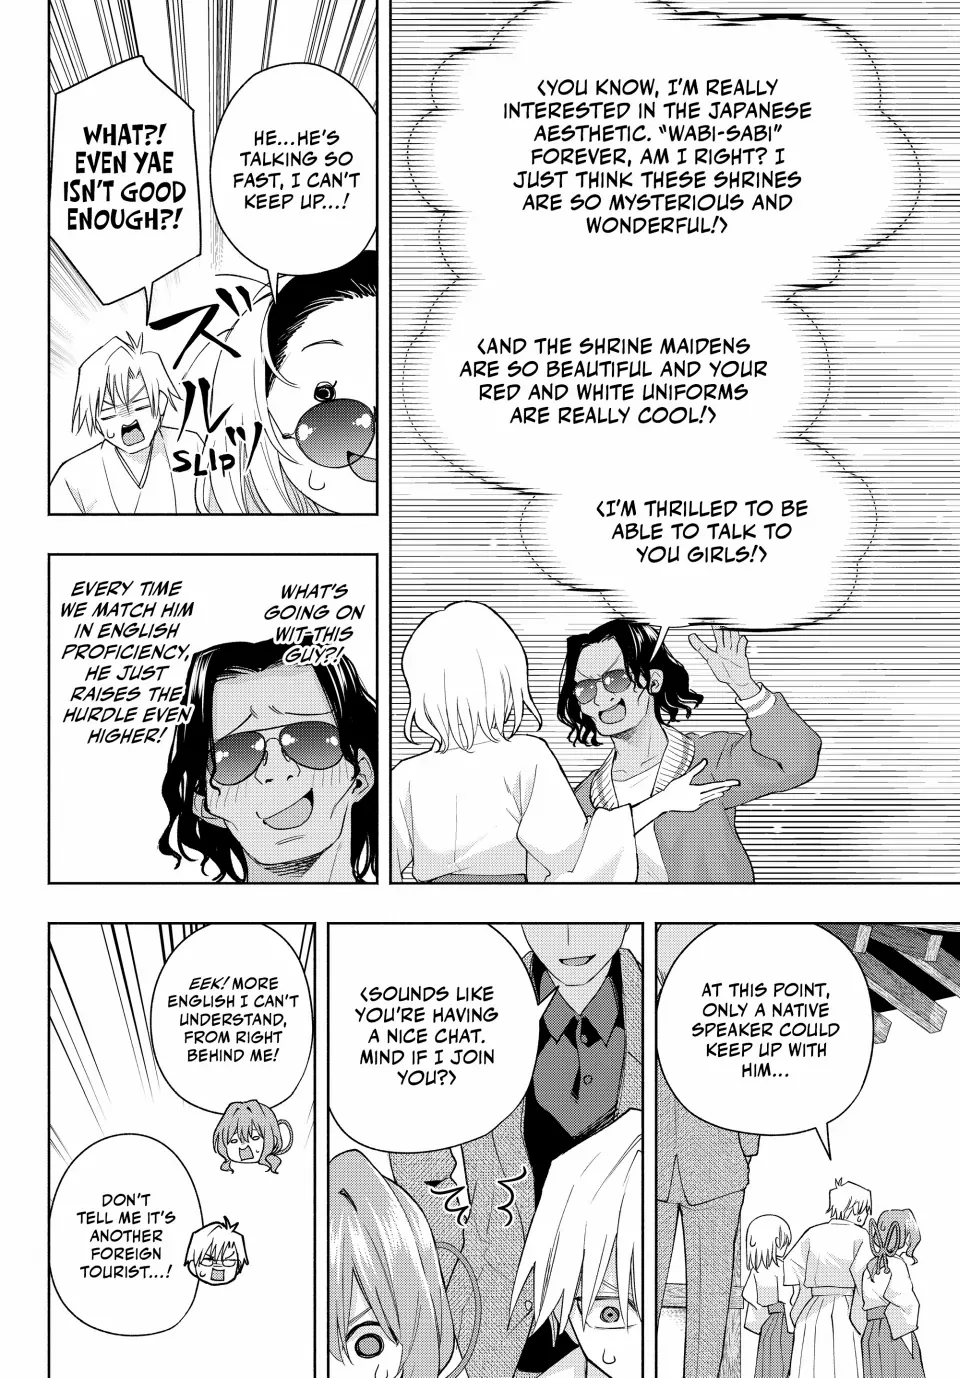 <YOU KNOW, I'M REALLY
INTERESTED IN THE JAPANESE
AESTHETIC. "WABI-SABI"
FOREVER, AM I RIGHT? I
JUST THINK THESE SHRINES
ARE SO MYSTERIOUS AND
WONDERFUL!>
<AND THE SHRINE MAIDENS
ARE SO BEAUTIFUL AND YOUR
RED AND WHITE UNIFORMS
ARE REALLY COOL!>
<I'M THRILLED TO BE
ABLE TO TALK TO
YOU GIRLS!>
HE...HE'S
TALKING SO
FAST, I CAN'T
KEEP UP...!
WHAT?!
EVEN YAE
ISN'T GOOD
ENOUGH?!
ズルッ
SLIP
WHAT'S
GOING ON
WIT THIS
GUY?!
EVERY TIME
WE MATCH HIM
IN ENGLISH
PROFICIENCY,
HE JUST
RAISES THE
HURDLE EVEN
HIGHER!
AT THIS POINT,
ONLY A NATIVE
SPEAKER COULD
KEEP UP WITH
HIM...
<SOUNDS LIKE
YOU'RE HAVING
A NICE CHAT.
MIND IF I JOIN
YOU?>
EEK! MORE
ENGLISH I CAN'T
UNDERSTAND,
FROM RIGHT
BEHIND ME!
DON'T
TELL ME IT'S
ANOTHER
FOREIGN
TOURIST...!